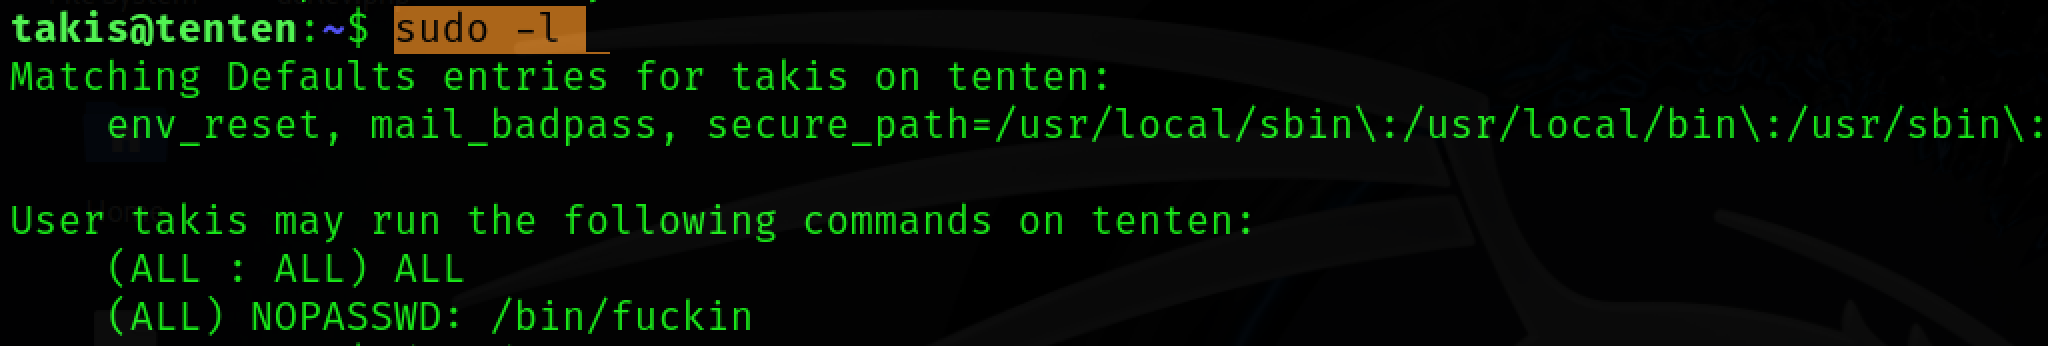 takis@tenten:~$ sudo -l
Matching Defaults entries for takis on tenten:
env_reset, mail_badpass, secure_path=/usr/local/sbin\:/usr/local/bin\:/usr/sbin\:
User takis may run the following commands on tenten:
(ALL : ALL) ALL
(ALL) NOPASSWD: /bin/fuckin